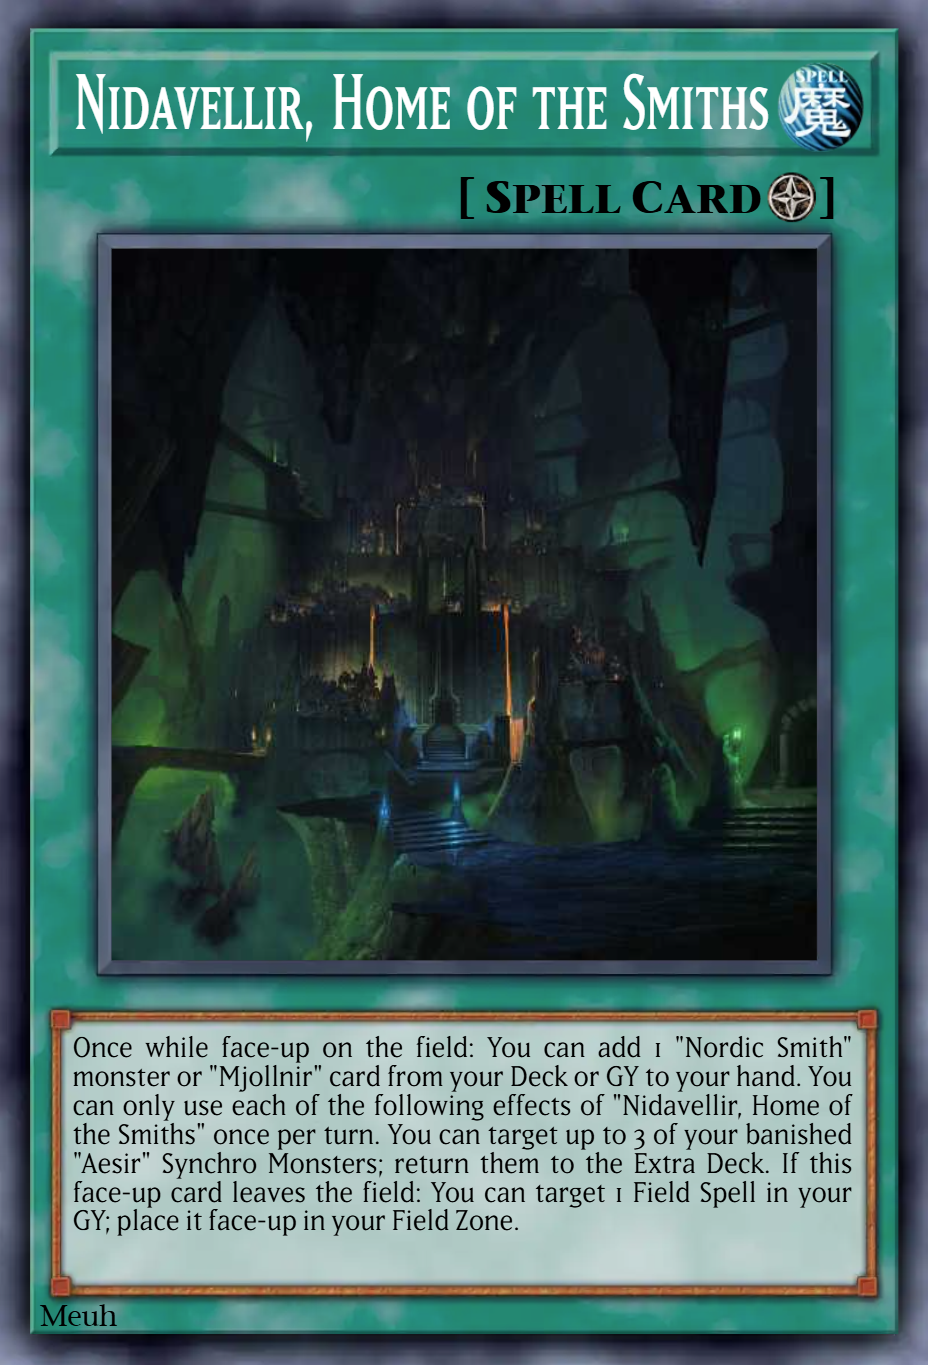 Nidavellir, Home of the Smiths
SPELL
魔
[ Spell Card ]
Once while face-up on the field: You can add 1 "Nordic Smith"
monster or "Mjollnir" card from your Deck or GY to your hand. You
can only use each of the following effects of "Nidavellir, Home of
the Smiths" once per turn. You can target up to 3 of your banished
"Aesir" Synchro Monsters; return them to the Extra Deck. If this
face-up card leaves the field: You can target 1 Field Spell in your
GY; place it face-up in your Field Zone.
Meuh